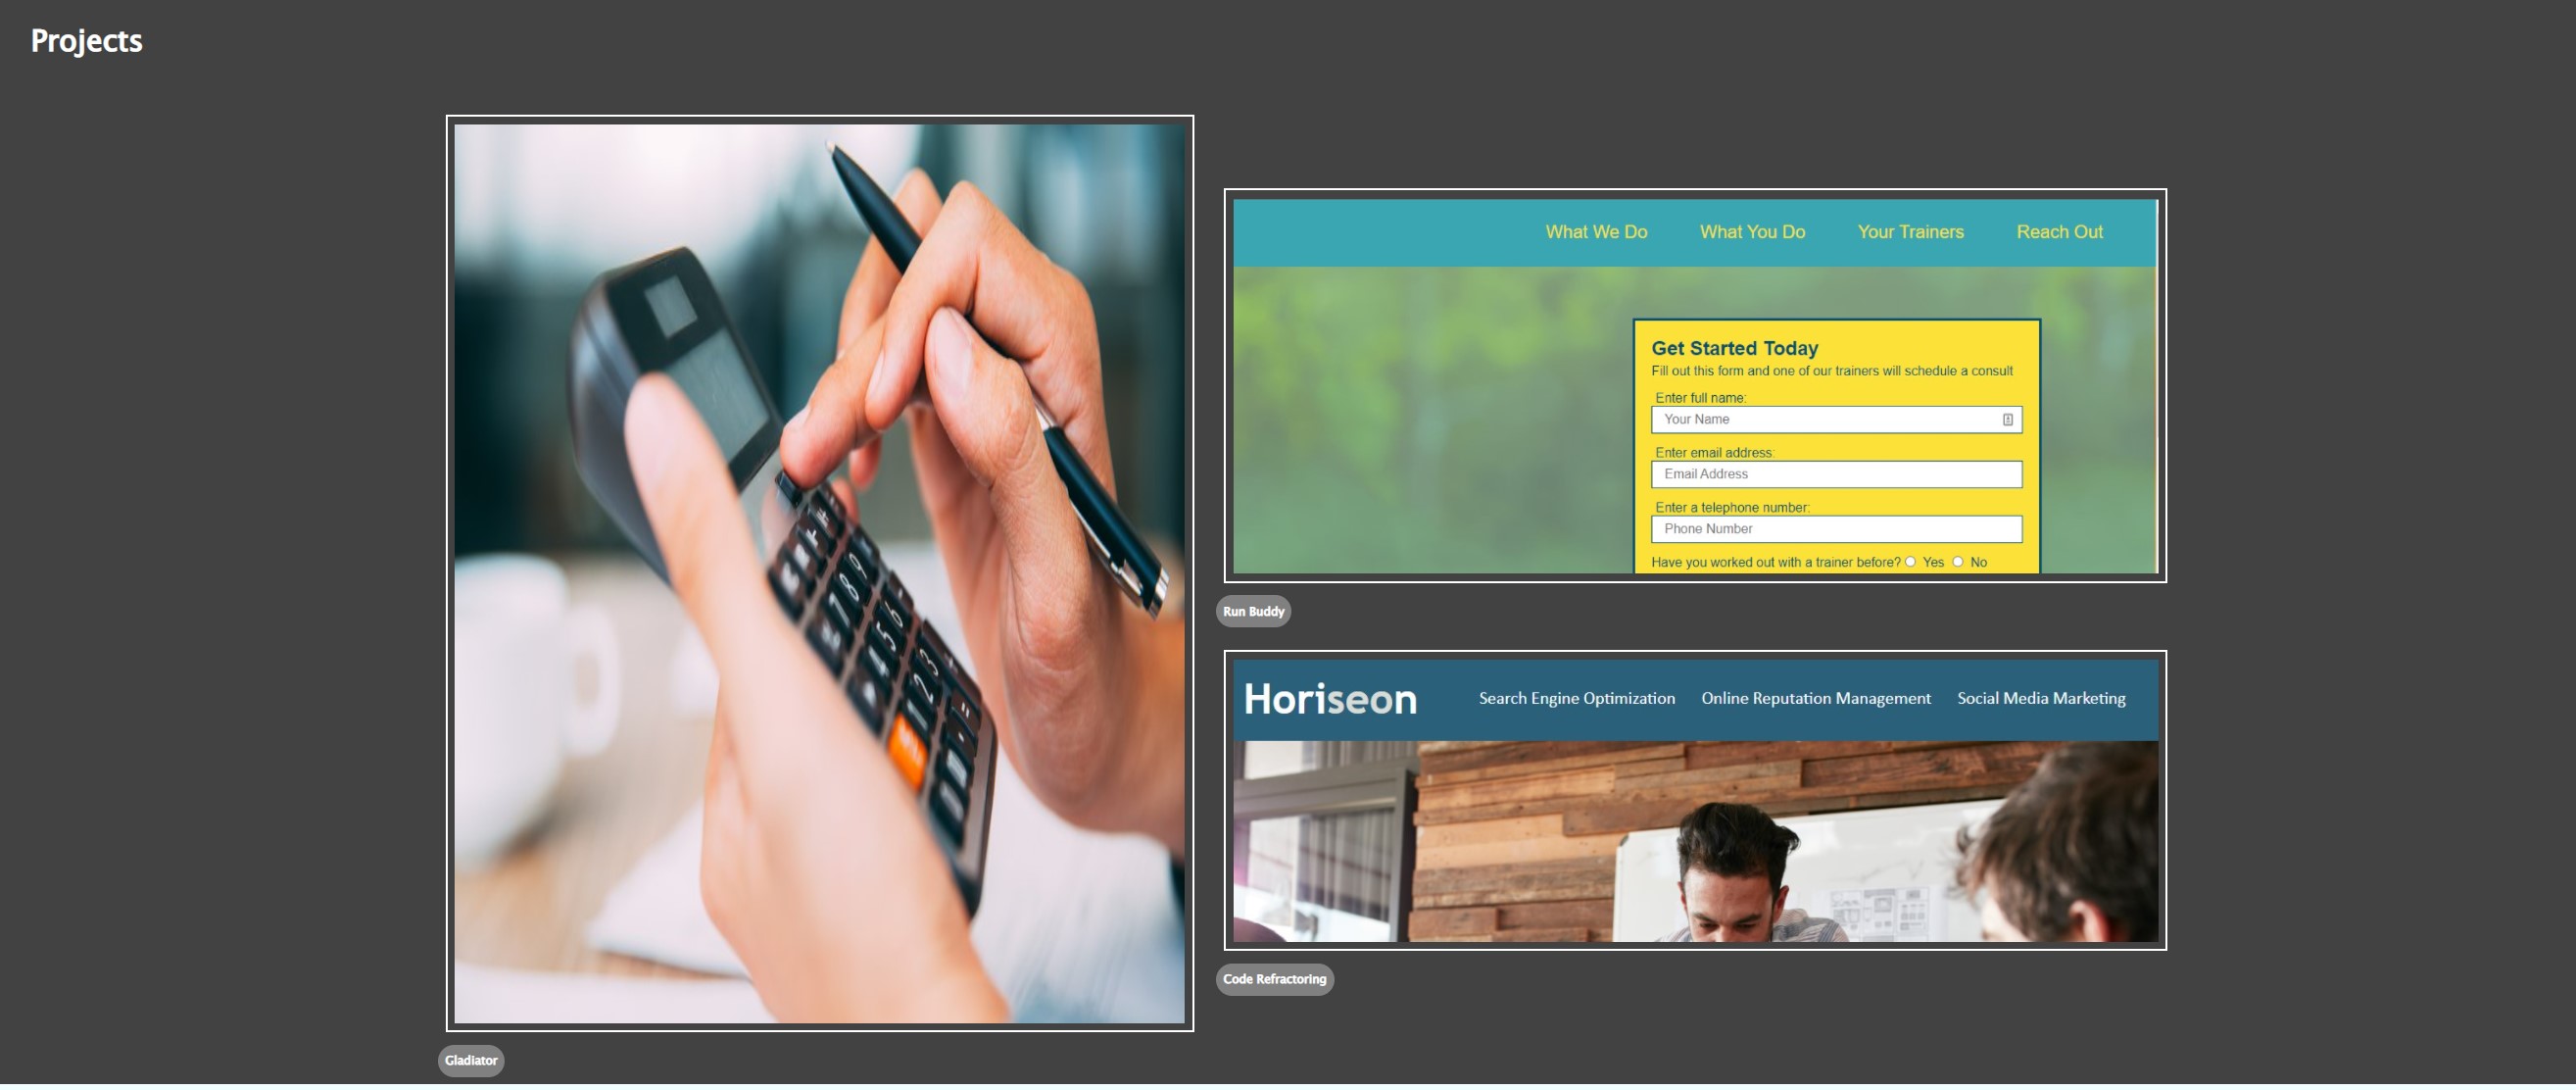 Projects
What We Do What You Do Your Trainers Reach Out
Get Started Today
Fill out this form and one of our trainers will schedule a consult
Enter full name:
Your Name
Enter email address:
Email Address
Enter a telephone number:
Phone Number
Have you worked out with a trainer before? Yes No
Run Buddy
Horiseon Search Engine Optimization Online Reputation Management Social Media Marketing
Code Refractoring
Gladiator